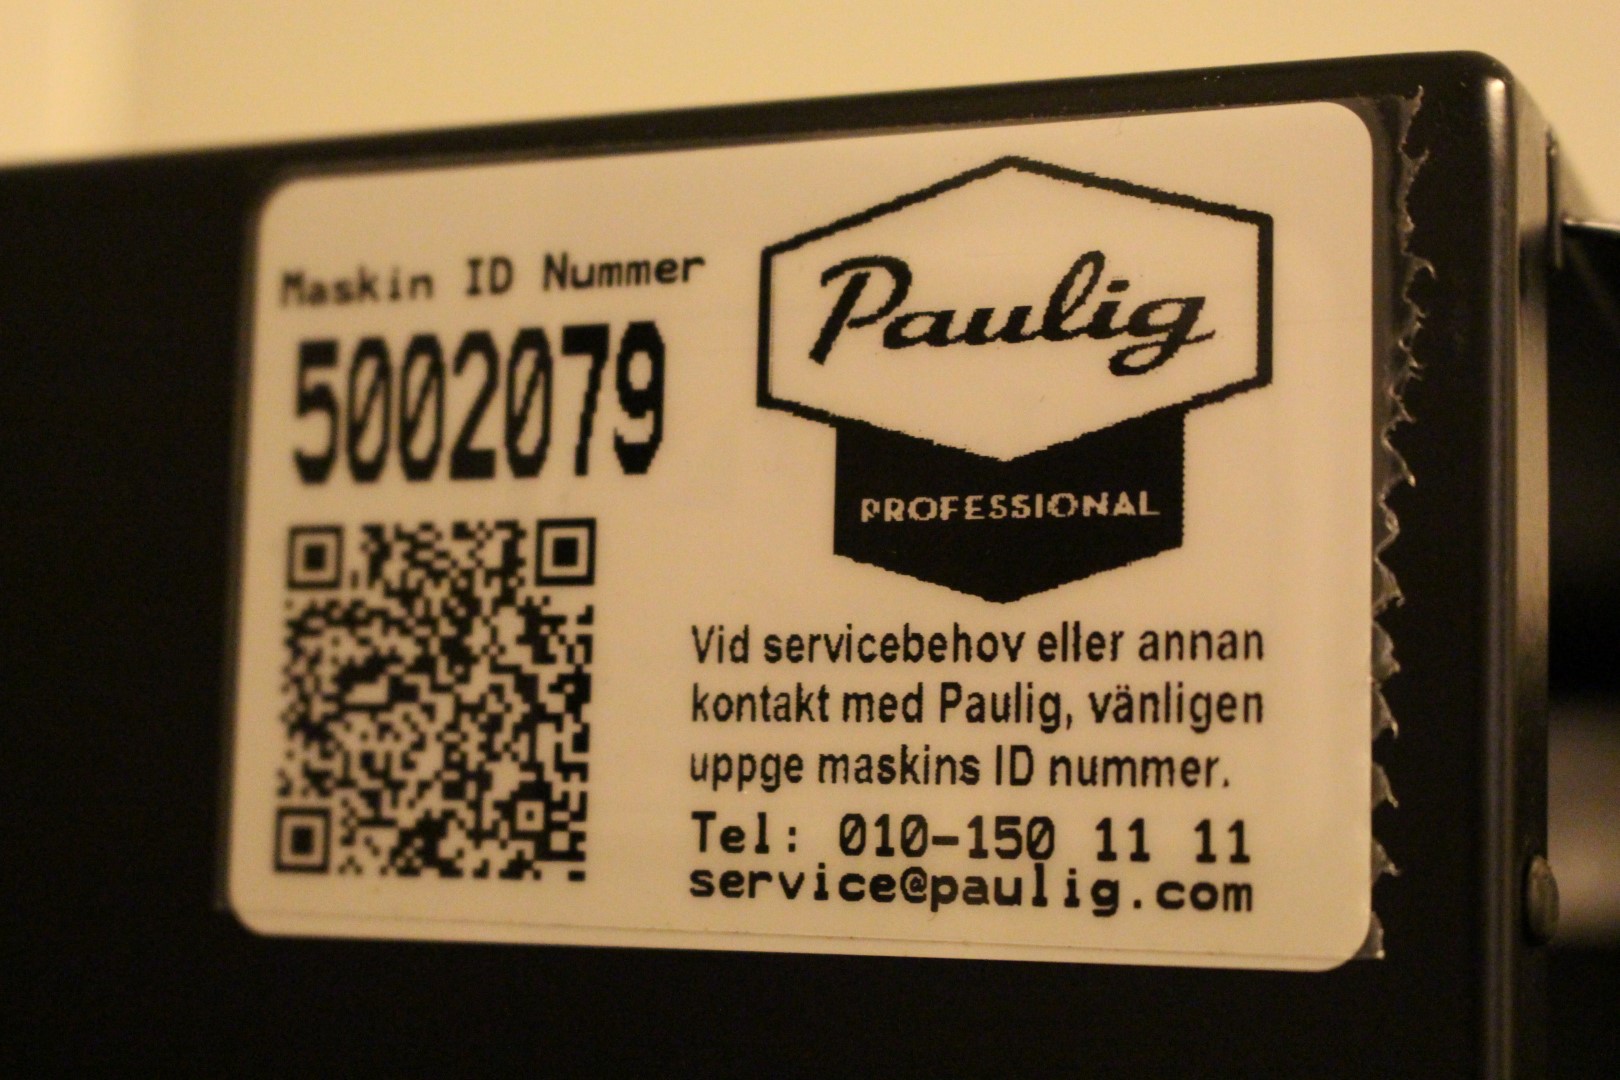 Maskin ID Nummer
5002079
Paulig
PROFESSIONAL
Vid servicebehov eller annan
kontakt med Paulig, vänligen
uppge maskins ID nummer.
Tel: 010-150 11 11
service@paulig.com